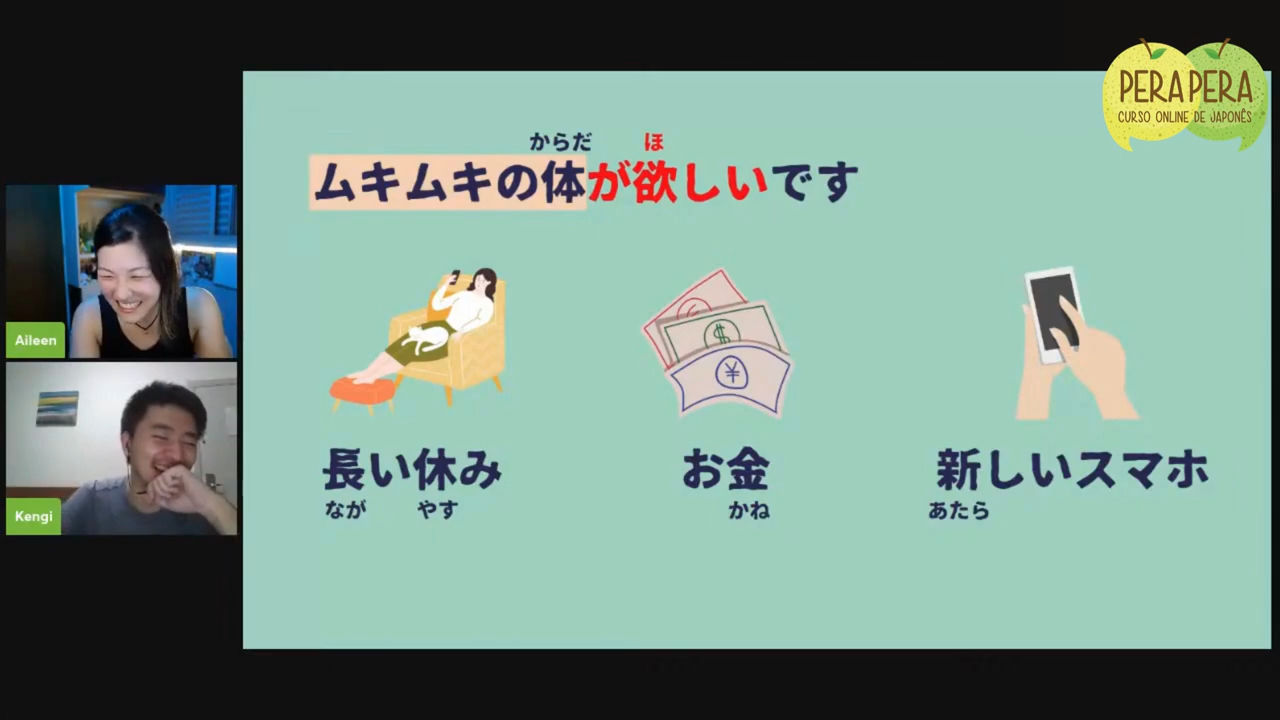 PERA PERA
CURSO ONLINE DE JAPONÊS
からだ ほ
ムキムキの体が欲しいです
Aileen
Kengi
$
¥
長い休み
なが やす
お金
かね
新しいスマホ
あたら